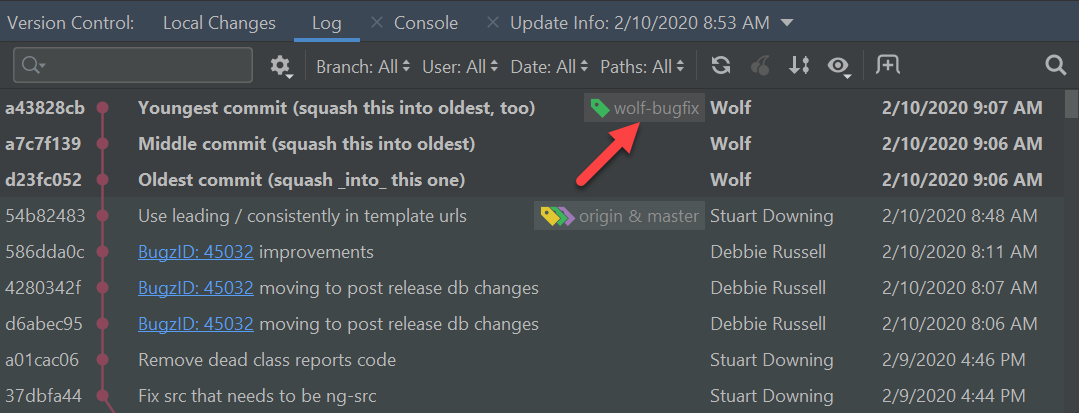 Version Control: Local Changes Log Console Update Info: 2/10/2020 8:53 AM
Branch: All User: All Date: All Paths: All
a43828cb Youngest commit (squash this into oldest, too) wolf-bugfix Wolf 2/10/2020 9:07 AM
a7c7f139 Middle commit (squash this into oldest) Wolf 2/10/2020 9:06 AM
d23fc052 Oldest commit (squash _into_ this one) Wolf 2/10/2020 9:06 AM
54b82483 Use leading / consistently in template urls origin & master Stuart Downing 2/10/2020 8:48 AM
586dda0c BugzID: 45032 improvements Debbie Russell 2/10/2020 8:11 AM
4280342f BugzID: 45032 moving to post release db changes Debbie Russell 2/10/2020 8:07 AM
d6abec95 BugzID: 45032 moving to post release db changes Debbie Russell 2/10/2020 8:06 AM
a01cac06 Remove dead class reports code Stuart Downing 2/9/2020 4:46 PM
37dbfa44 Fix src that needs to be ng-src Stuart Downing 2/9/2020 4:44 PM